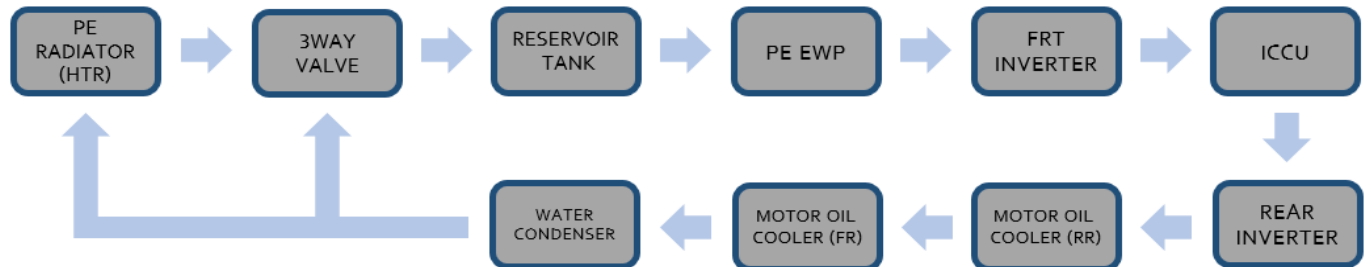 PE
RADIATOR
(HTR)
3WAY
VALVE
RESERVOIR
TANK
PE EWP
FRT
INVERTER
ICCU
WATER
CONDENSER
MOTOR OIL
COOLER (FR)
MOTOR OIL
COOLER (RR)
REAR
INVERTER